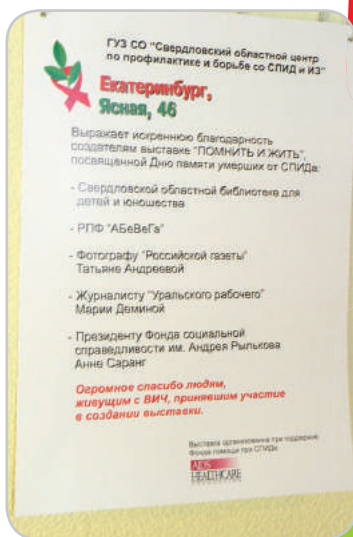 ГУЗ СО "Свердловский областной центр
по профилактике и борьбе со СПИД и ИЗ"
Екатеринбург,
Ясная, 46
Выражает искреннюю благодарность
создателям выставке "ПОМНИТЬ И ЖИТЬ",
посвященной Дню памяти умерших от СПИДа:
- Свердловской областной библиотеке для
детей и юношества
- РПФ "АБеВеГа"
- Фотографу "Российской газеты"
Татьяне Андреевой
- Журналисту "Уральского рабочего"
Марии Деминой
- Президенту Фонда социальной
справедливости им. Андрея Рылькова
Анне Саранг
Огромное спасибо людям,
живущим с ВИЧ, принявшим участие
в создании выставки.
Выставка организованна при поддержке
Фонда помощи при СПИДе
AIDS
HEALTHCARE